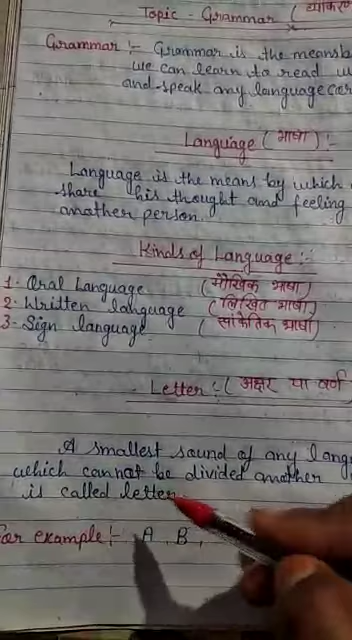 Topic - Grammar (व्याकरण
Grammar :- Grammar is the means b
we can learn to read w
and speak any language
Language (भाषा) :-
Language is the means by which
share his thought and feeling
another person.
Kinds of Language :-
1- Oral language (मौखिक भाषा)
2- Written language (लिखित भाषा)
3- Sign language (सांकेतिक भाषा)
Letter :- (अक्षर या वर्ण
A smallest sound of any lang
which cannot be divided another
is called letter
For example :- A, B,